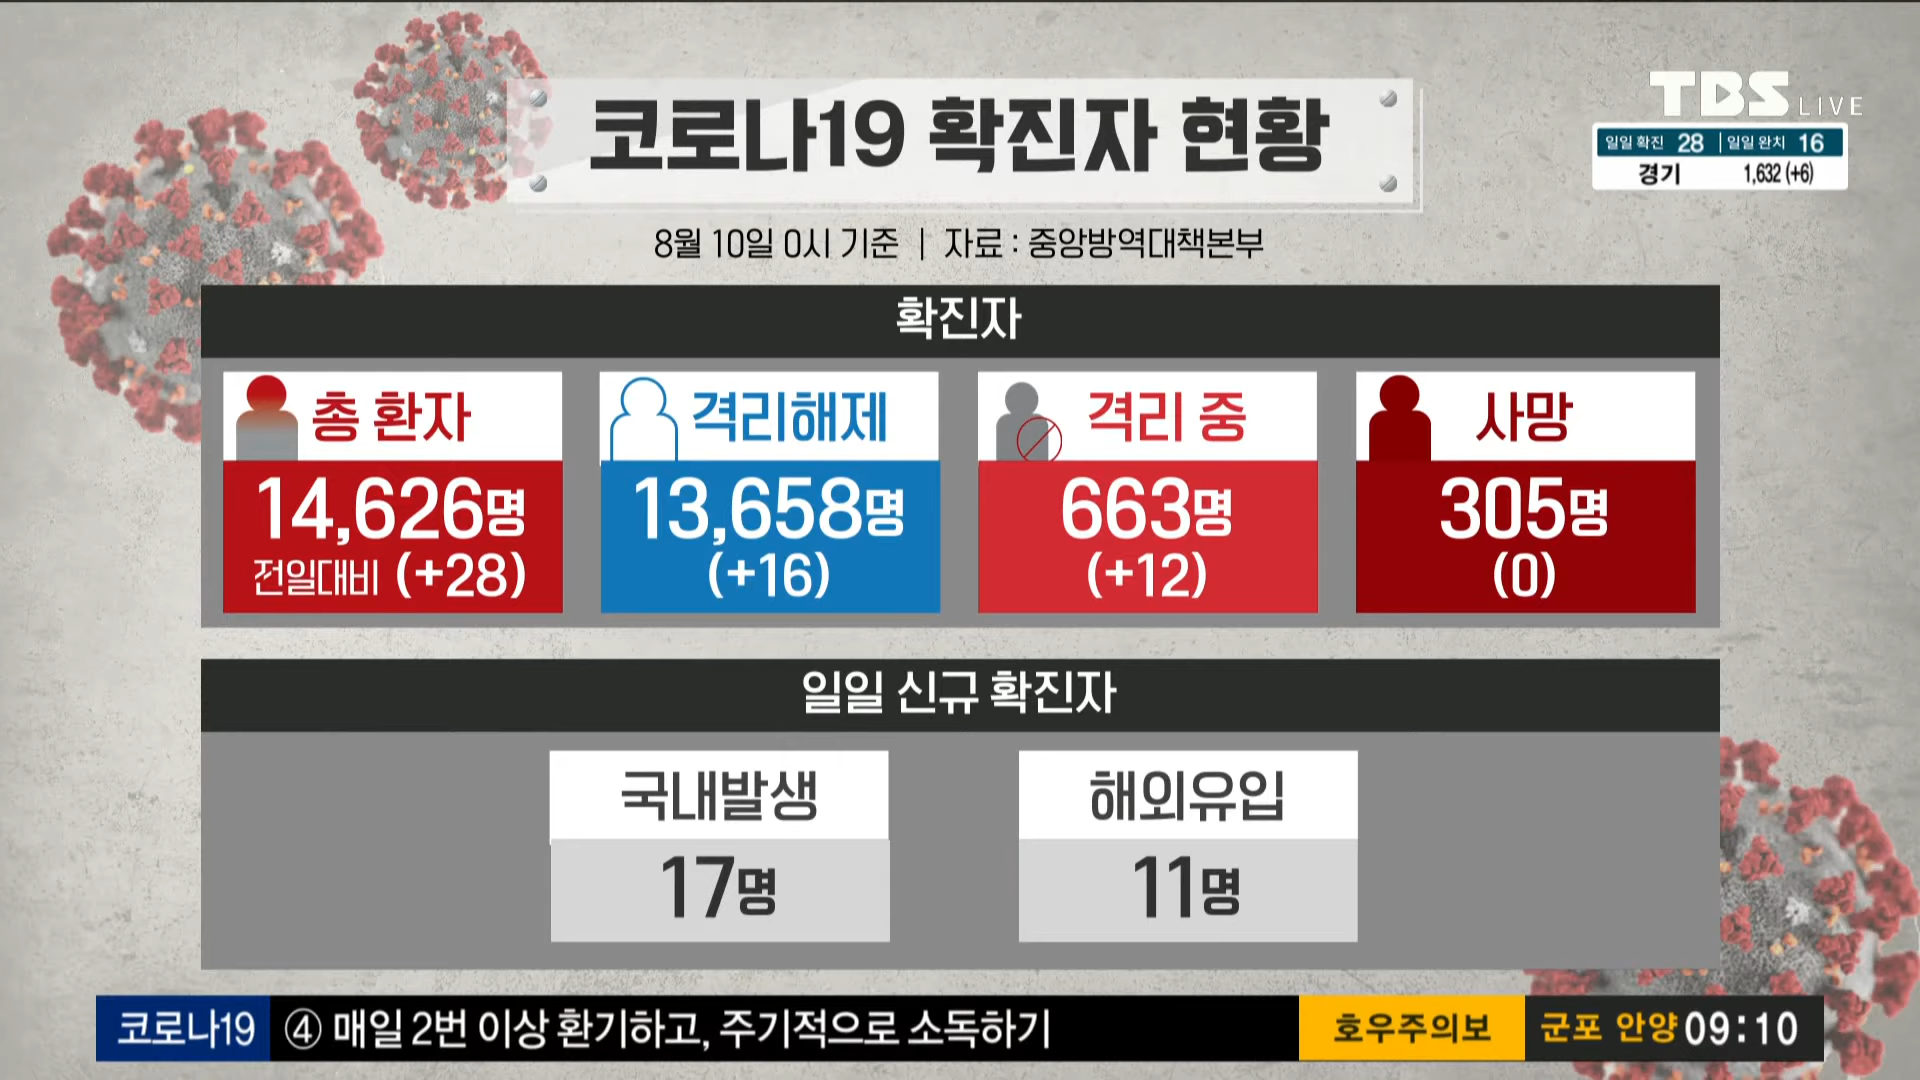 코로나19 확진자 현황
TBS LIVE
일일 확진 28 | 일일 완치 16
경기 1,632 (+6)
8월 10일 0시 기준 | 자료 : 중앙방역대책본부
확진자
총 환자 격리해제 격리 중 사망
14,626명 13,658명 663명 305명
전일대비 (+28) (+16) (+12) (0)
일일 신규 확진자
국내발생 해외유입
17명 11명
코로나19 ④ 매일 2번 이상 환기하고, 주기적으로 소독하기 호우주의보 군포 안양 09:10